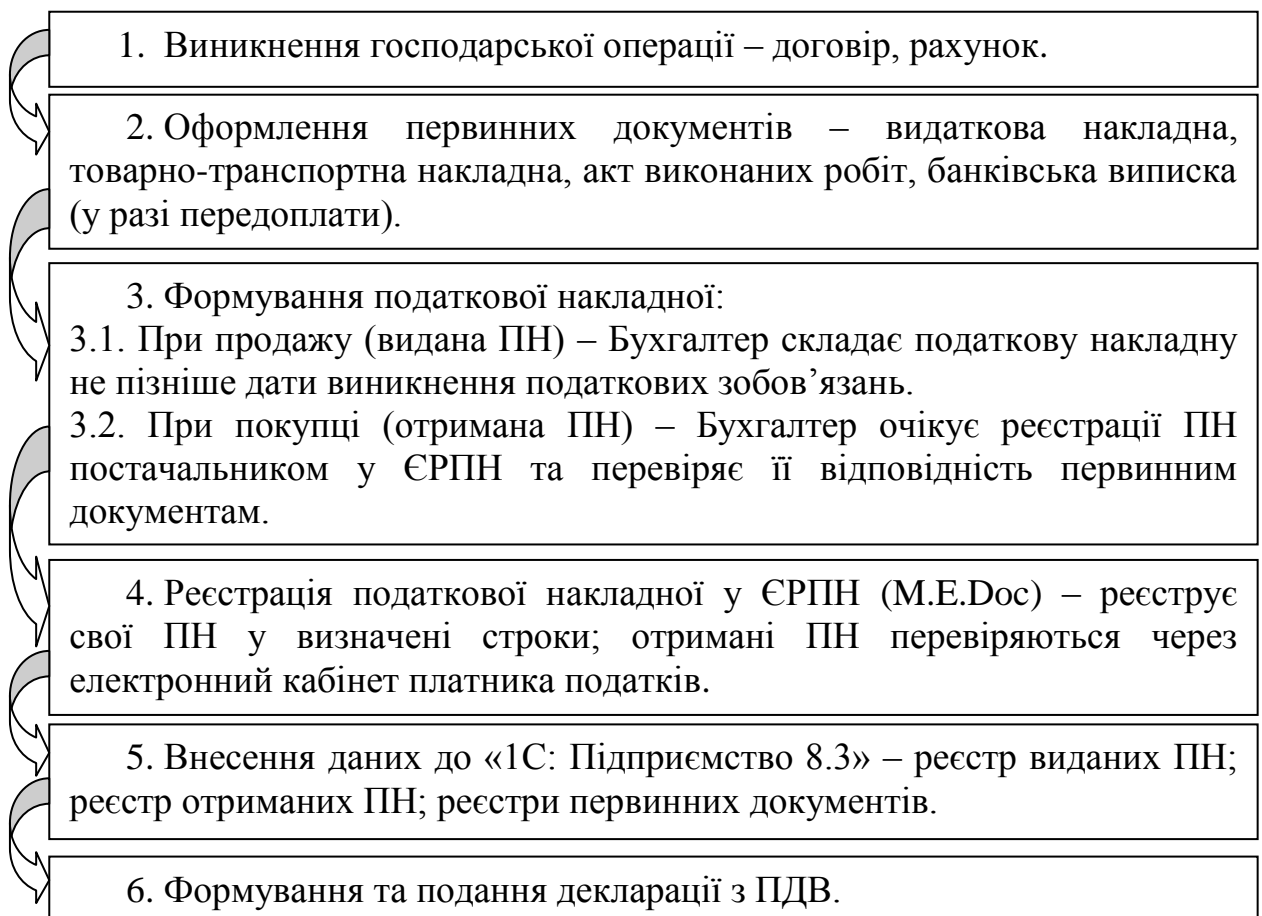 1. Виникнення господарської операції – договір, рахунок.
2. Оформлення первинних документів – видаткова накладна,
товарно-транспортна накладна, акт виконаних робіт, банківська виписка
(у разі передоплати).
3. Формування податкової накладної:
3.1. При продажу (видана ПН) – Бухгалтер складає податкову накладну
не пізніше дати виникнення податкових зобов’язань.
3.2. При покупці (отримана ПН) – Бухгалтер очікує реєстрації ПН
постачальником у ЄРПН та перевіряє її відповідність первинним
документам.
4. Реєстрація податкової накладної у ЄРПН (M.E.Doc) – реєструє
свої ПН у визначені строки; отримані ПН перевіряються через
електронний кабінет платника податків.
5. Внесення даних до «1С: Підприємство 8.3» – реєстр виданих ПН;
реєстр отриманих ПН; реєстри первинних документів.
6. Формування та подання декларації з ПДВ.